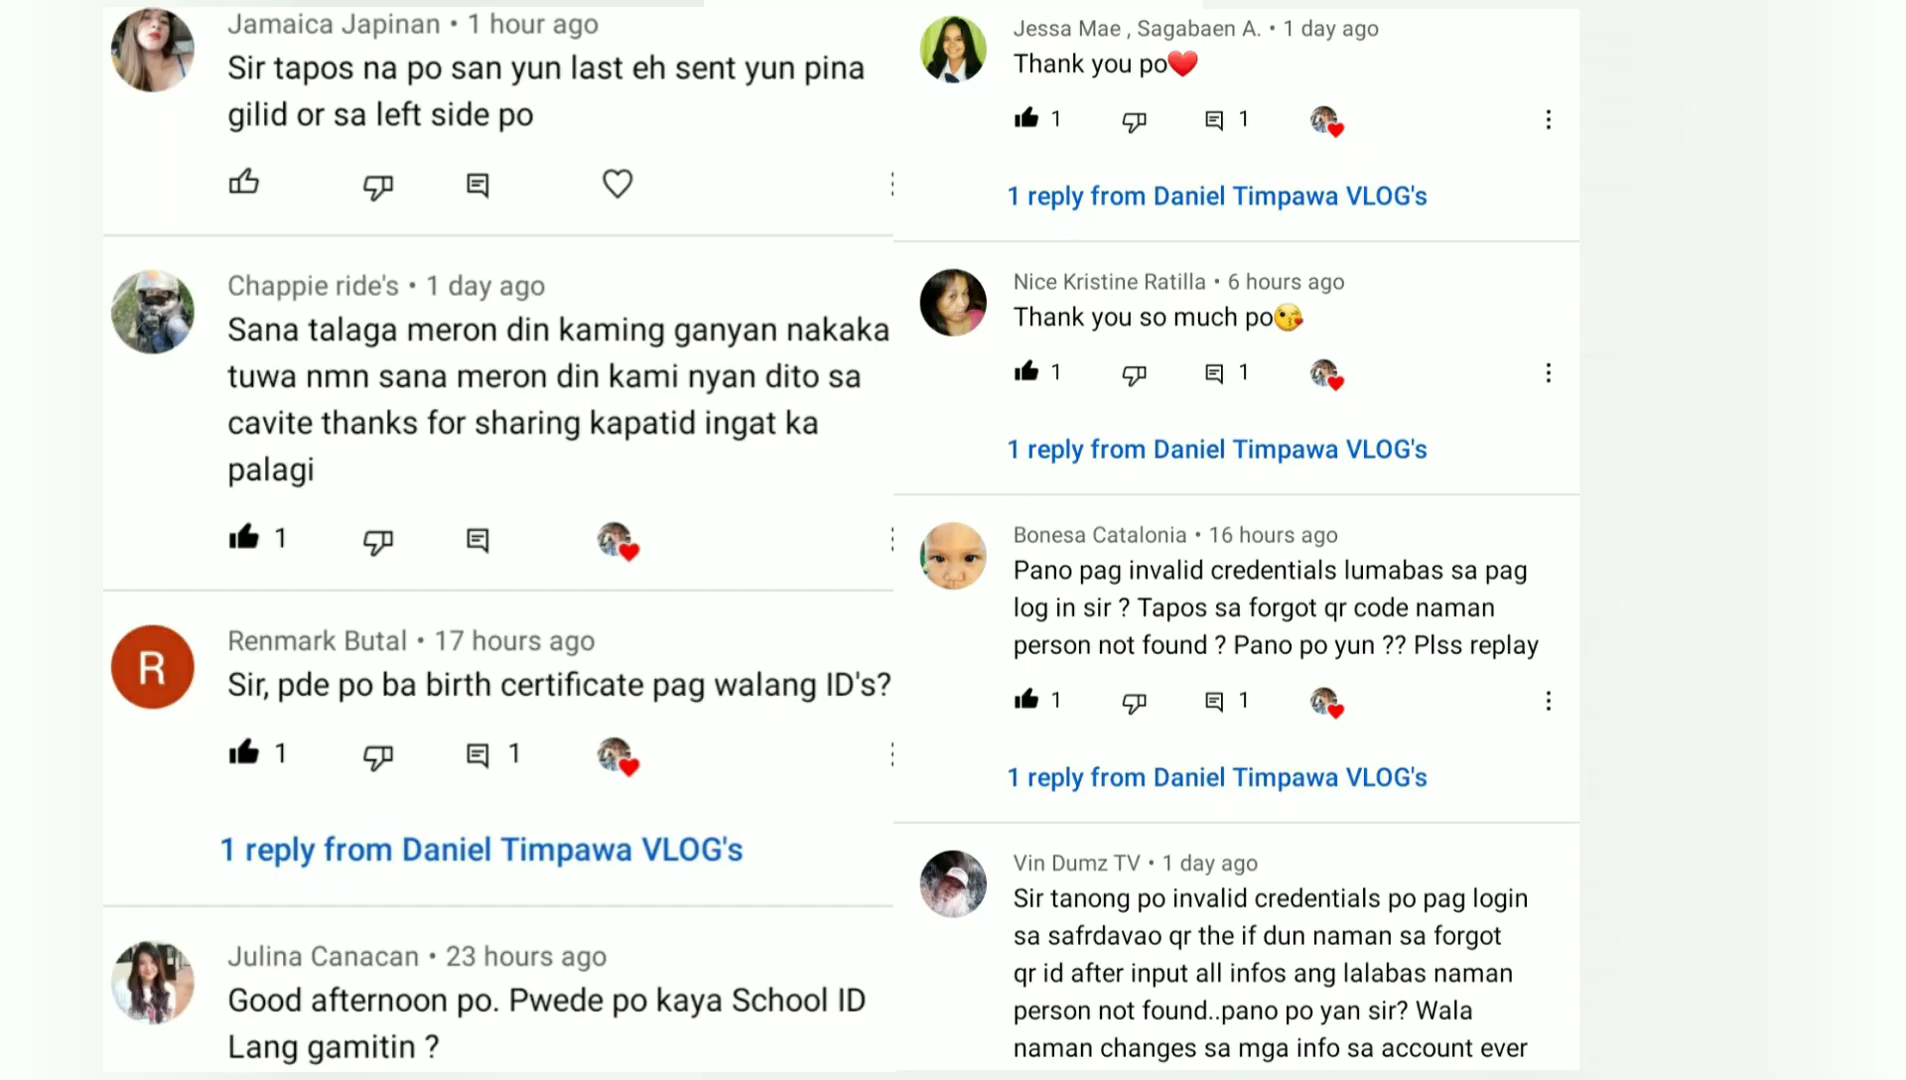 Jamaica Japinan • 1 hour ago
Sir tapos na po san yun last eh sent yun pina
gilid or sa left side po
Chappie ride's • 1 day ago
Sana talaga meron din kaming ganyan nakaka
tuwa nmn sana meron din kami nyan dito sa
cavite thanks for sharing kapatid ingat ka
palagi
1
Renmark Butal • 17 hours ago
R
Sir, pde po ba birth certificate pag walang ID's?
1 1
1 reply from Daniel Timpawa VLOG's
Julina Canacan • 23 hours ago
Good afternoon po. Pwede po kaya School ID
Lang gamitin ?
Jessa Mae , Sagabaen A. • 1 day ago
Thank you po❤️
1 1
1 reply from Daniel Timpawa VLOG's
Nice Kristine Ratilla • 6 hours ago
Thank you so much po😘
1 1
1 reply from Daniel Timpawa VLOG's
Bonesa Catalonia • 16 hours ago
Pano pag invalid credentials lumabas sa pag
log in sir ? Tapos sa forgot qr code naman
person not found ? Pano po yun ?? Plss replay
1 1
1 reply from Daniel Timpawa VLOG's
Vin Dumz TV • 1 day ago
Sir tanong po invalid credentials po pag login
sa safrdavao qr the if dun naman sa forgot
qr id after input all infos ang lalabas naman
person not found..pano po yan sir? Wala
naman changes sa mga info sa account ever